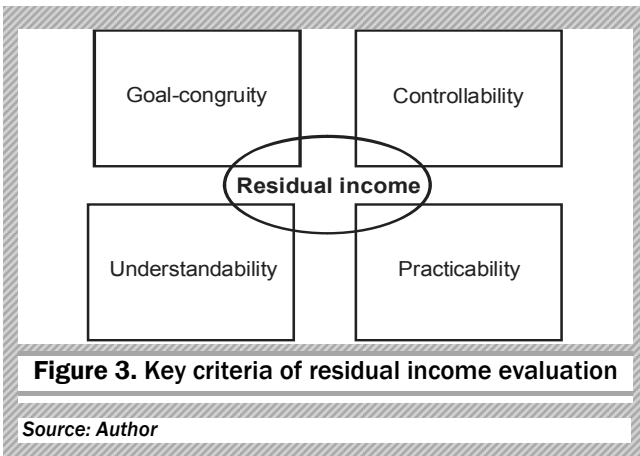 Goal-congruity
Controllability
Residual income
Understandability
Practicability
Figure 3. Key criteria of residual income evaluation
Source: Author